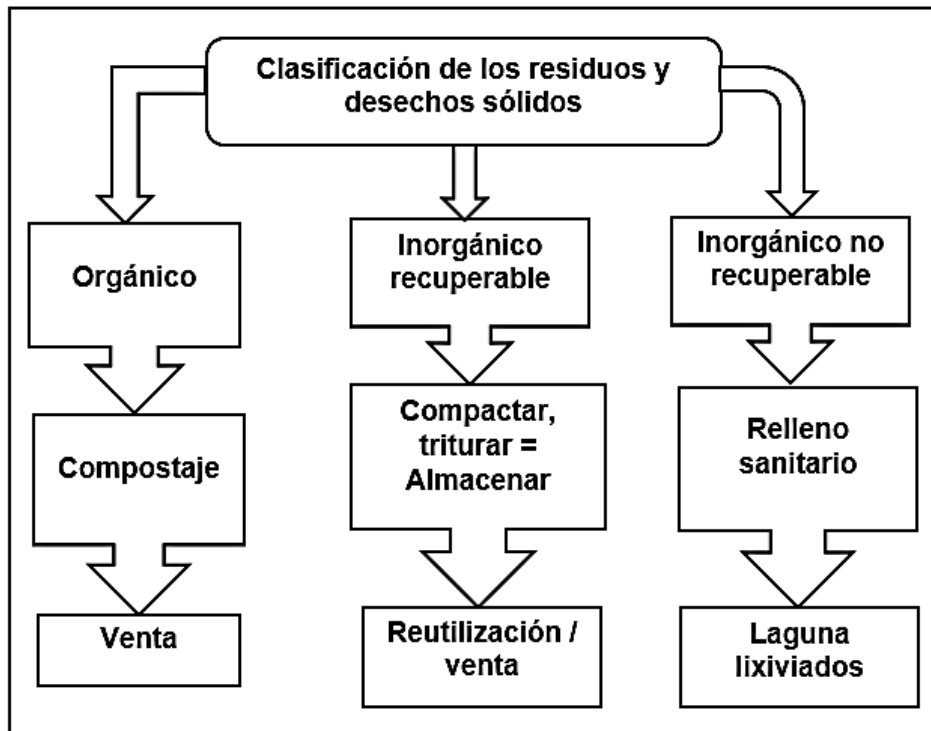 Clasificación de los residuos y
desechos sólidos
Orgánico
Inorgánico
recuperable
Inorgánico no
recuperable
Compostaje
Compactar,
triturar =
Almacenar
Relleno
sanitario
Venta
Reutilización /
venta
Laguna
lixiviados